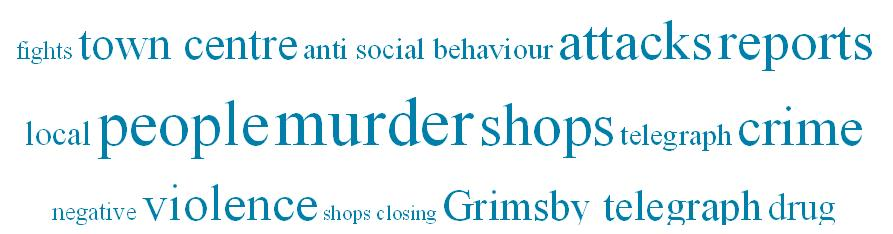 fights town centre anti social behaviour attacks reports
local people murder shops telegraph crime
negative violence shops closing Grimsby telegraph drug